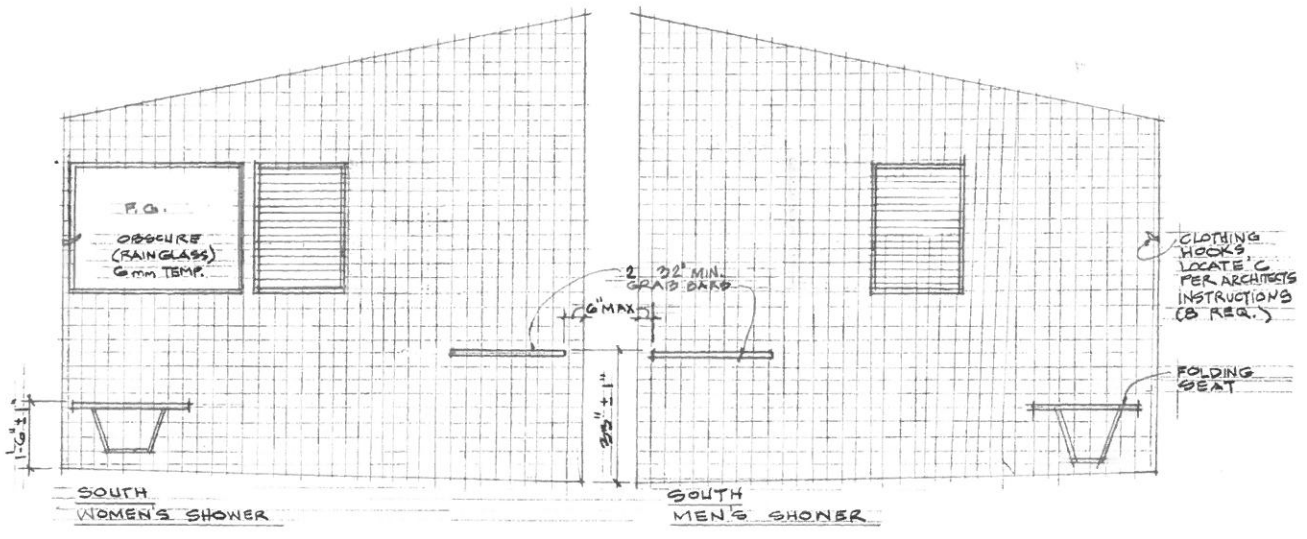 F.G.
OBSCURE
(RAINGLASS)
6mm TEMP.
2 32" MIN.
GRAB BARS
6" MAX
33" ± 1"
1'-6" ± 1"
CLOTHING
HOOKS
LOCATE'C
PER ARCHITECTS
INSTRUCTIONS
(8 REQ.)
FOLDING
SEAT
SOUTH
WOMEN'S SHOWER
SOUTH
MEN'S SHOWER